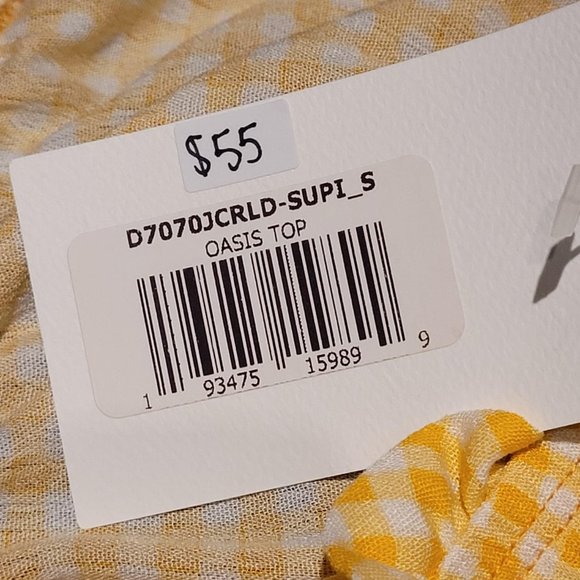 $55
D7070JCRLD-SUPI_S
OASIS TOP
1 93475 15989 9